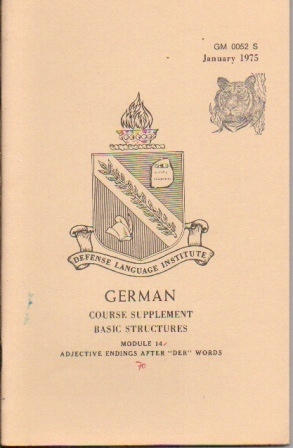 GM 0052 S
January 1975
DEFENSE LANGUAGE INSTITUTE
GERMAN
COURSE SUPPLEMENT
BASIC STRUCTURES
MODULE 14
ADJECTIVE ENDINGS AFTER "DER" WORDS
70